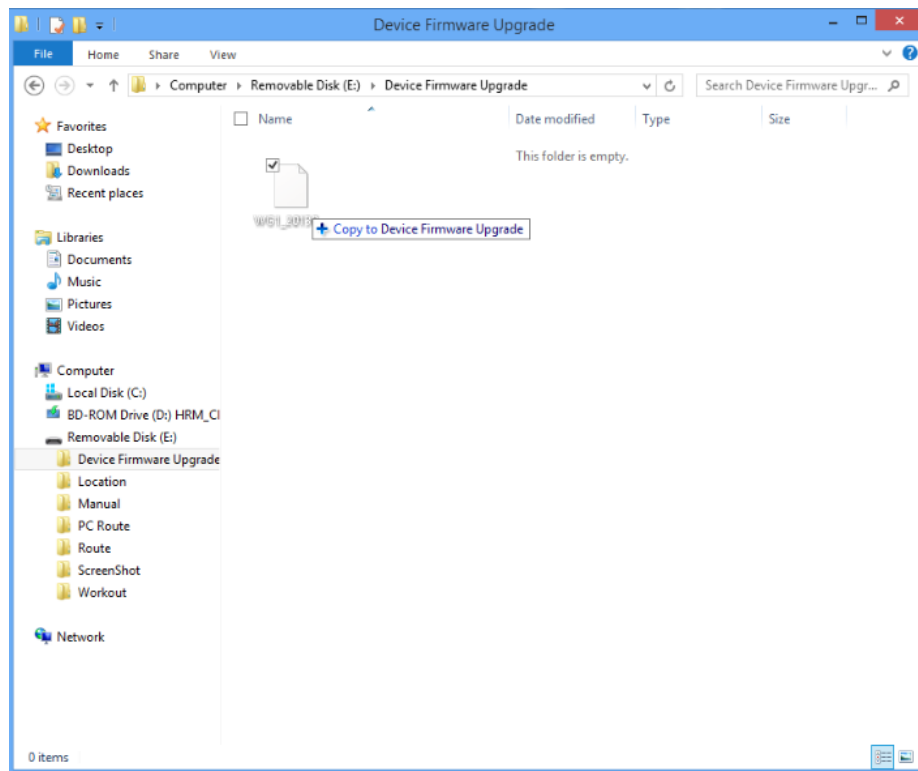 Device Firmware Upgrade
File Home Share View
Computer Removable Disk (E:) Device Firmware Upgrade
Search Device Firmware Upgr...
Name Date modified Type Size
This folder is empty.
Copy to Device Firmware Upgrade
Favorites
Desktop
Downloads
Recent places
Libraries
Documents
Music
Pictures
Videos
Computer
Local Disk (C:)
BD-ROM Drive (D:) HRM_Cl
Removable Disk (E:)
Device Firmware Upgrade
Location
Manual
PC Route
Route
ScreenShot
Workout
Network
0 items